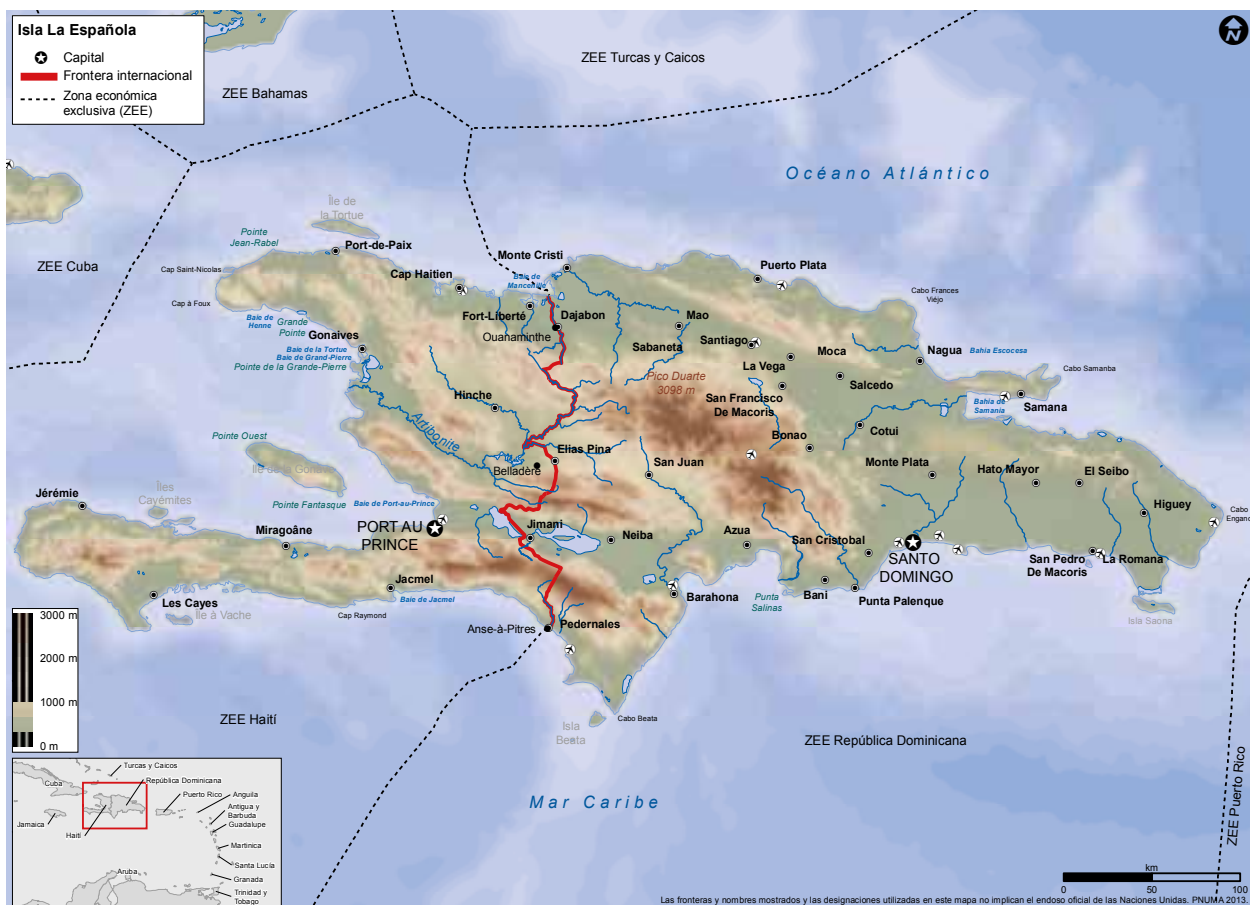 Isla La Española
Capital
Frontera internacional
Zona económica
exclusiva (ZEE)
N
ZEE Turcas y Caicos
ZEE Bahamas
Océano Atlántico
Île de
la Tortue
Pointe
Jean-Rabel
Port-de-Paix
ZEE Cuba
Cap Saint-Nicolas
Cap à Foux
Cap Haitien
Monte Cristi
Baie de
Mancenille
Puerto Plata
Cabo Frances
Viéjo
Baie de
Henne
Grande
Pointe
Gonaives
Fort-Liberté
Dajabon
Ouanaminthe
Mao
Sabaneta
Santiago
Moca
La Vega
Nagua
Bahia Escocesa
Baie de la Tortue
Baie de Grand-Pierre
Pointe de la Grande-Pierre
Pico Duarte
3098 m
Salcedo
Cabo Samanba
San Francisco
De Macoris
Bahia de
Samania
Samana
Hinche
Artibonite
Cotui
Bonao
Pointe Ouest
Île de la Gonâve
Elias Pina
Belladère
San Juan
Monte Plata
Hato Mayor
El Seibo
Higuey
Îles
Cayémites
Jérémie
Pointe Fantasque
Baie de Port-au-Prince
Miragoâne
PORT AU
PRINCE
Jimani
Neiba
Azua
San Cristobal
SANTO
DOMINGO
San Pedro
De Macoris
La Romana
Cabo
Engano
Les Cayes
Île à Vache
Jacmel
Cap Raymond
Baie de Jacmel
Barahona
Punta
Salinas
Bani
Punta Palenque
Isla Saona
Anse-à-Pitres
Pedernales
Isla
Beata
Cabo Beata
3000 m
2000 m
1000 m
0 m
ZEE Haití
ZEE República Dominicana
ZEE Puerto Rico
Mar Caribe
Turcas y Caicos
Cuba
República Dominicana
Puerto Rico
Anguila
Antigua y
Barbuda
Guadalupe
Jamaica
Haití
Martinica
Santa Lucía
Aruba
Granada
Trinidad y
Tobago
km
0 50 100
Las fronteras y nombres mostrados y las designaciones utilizadas en este mapa no implican el endoso oficial de las Naciones Unidas. PNUMA 2013.